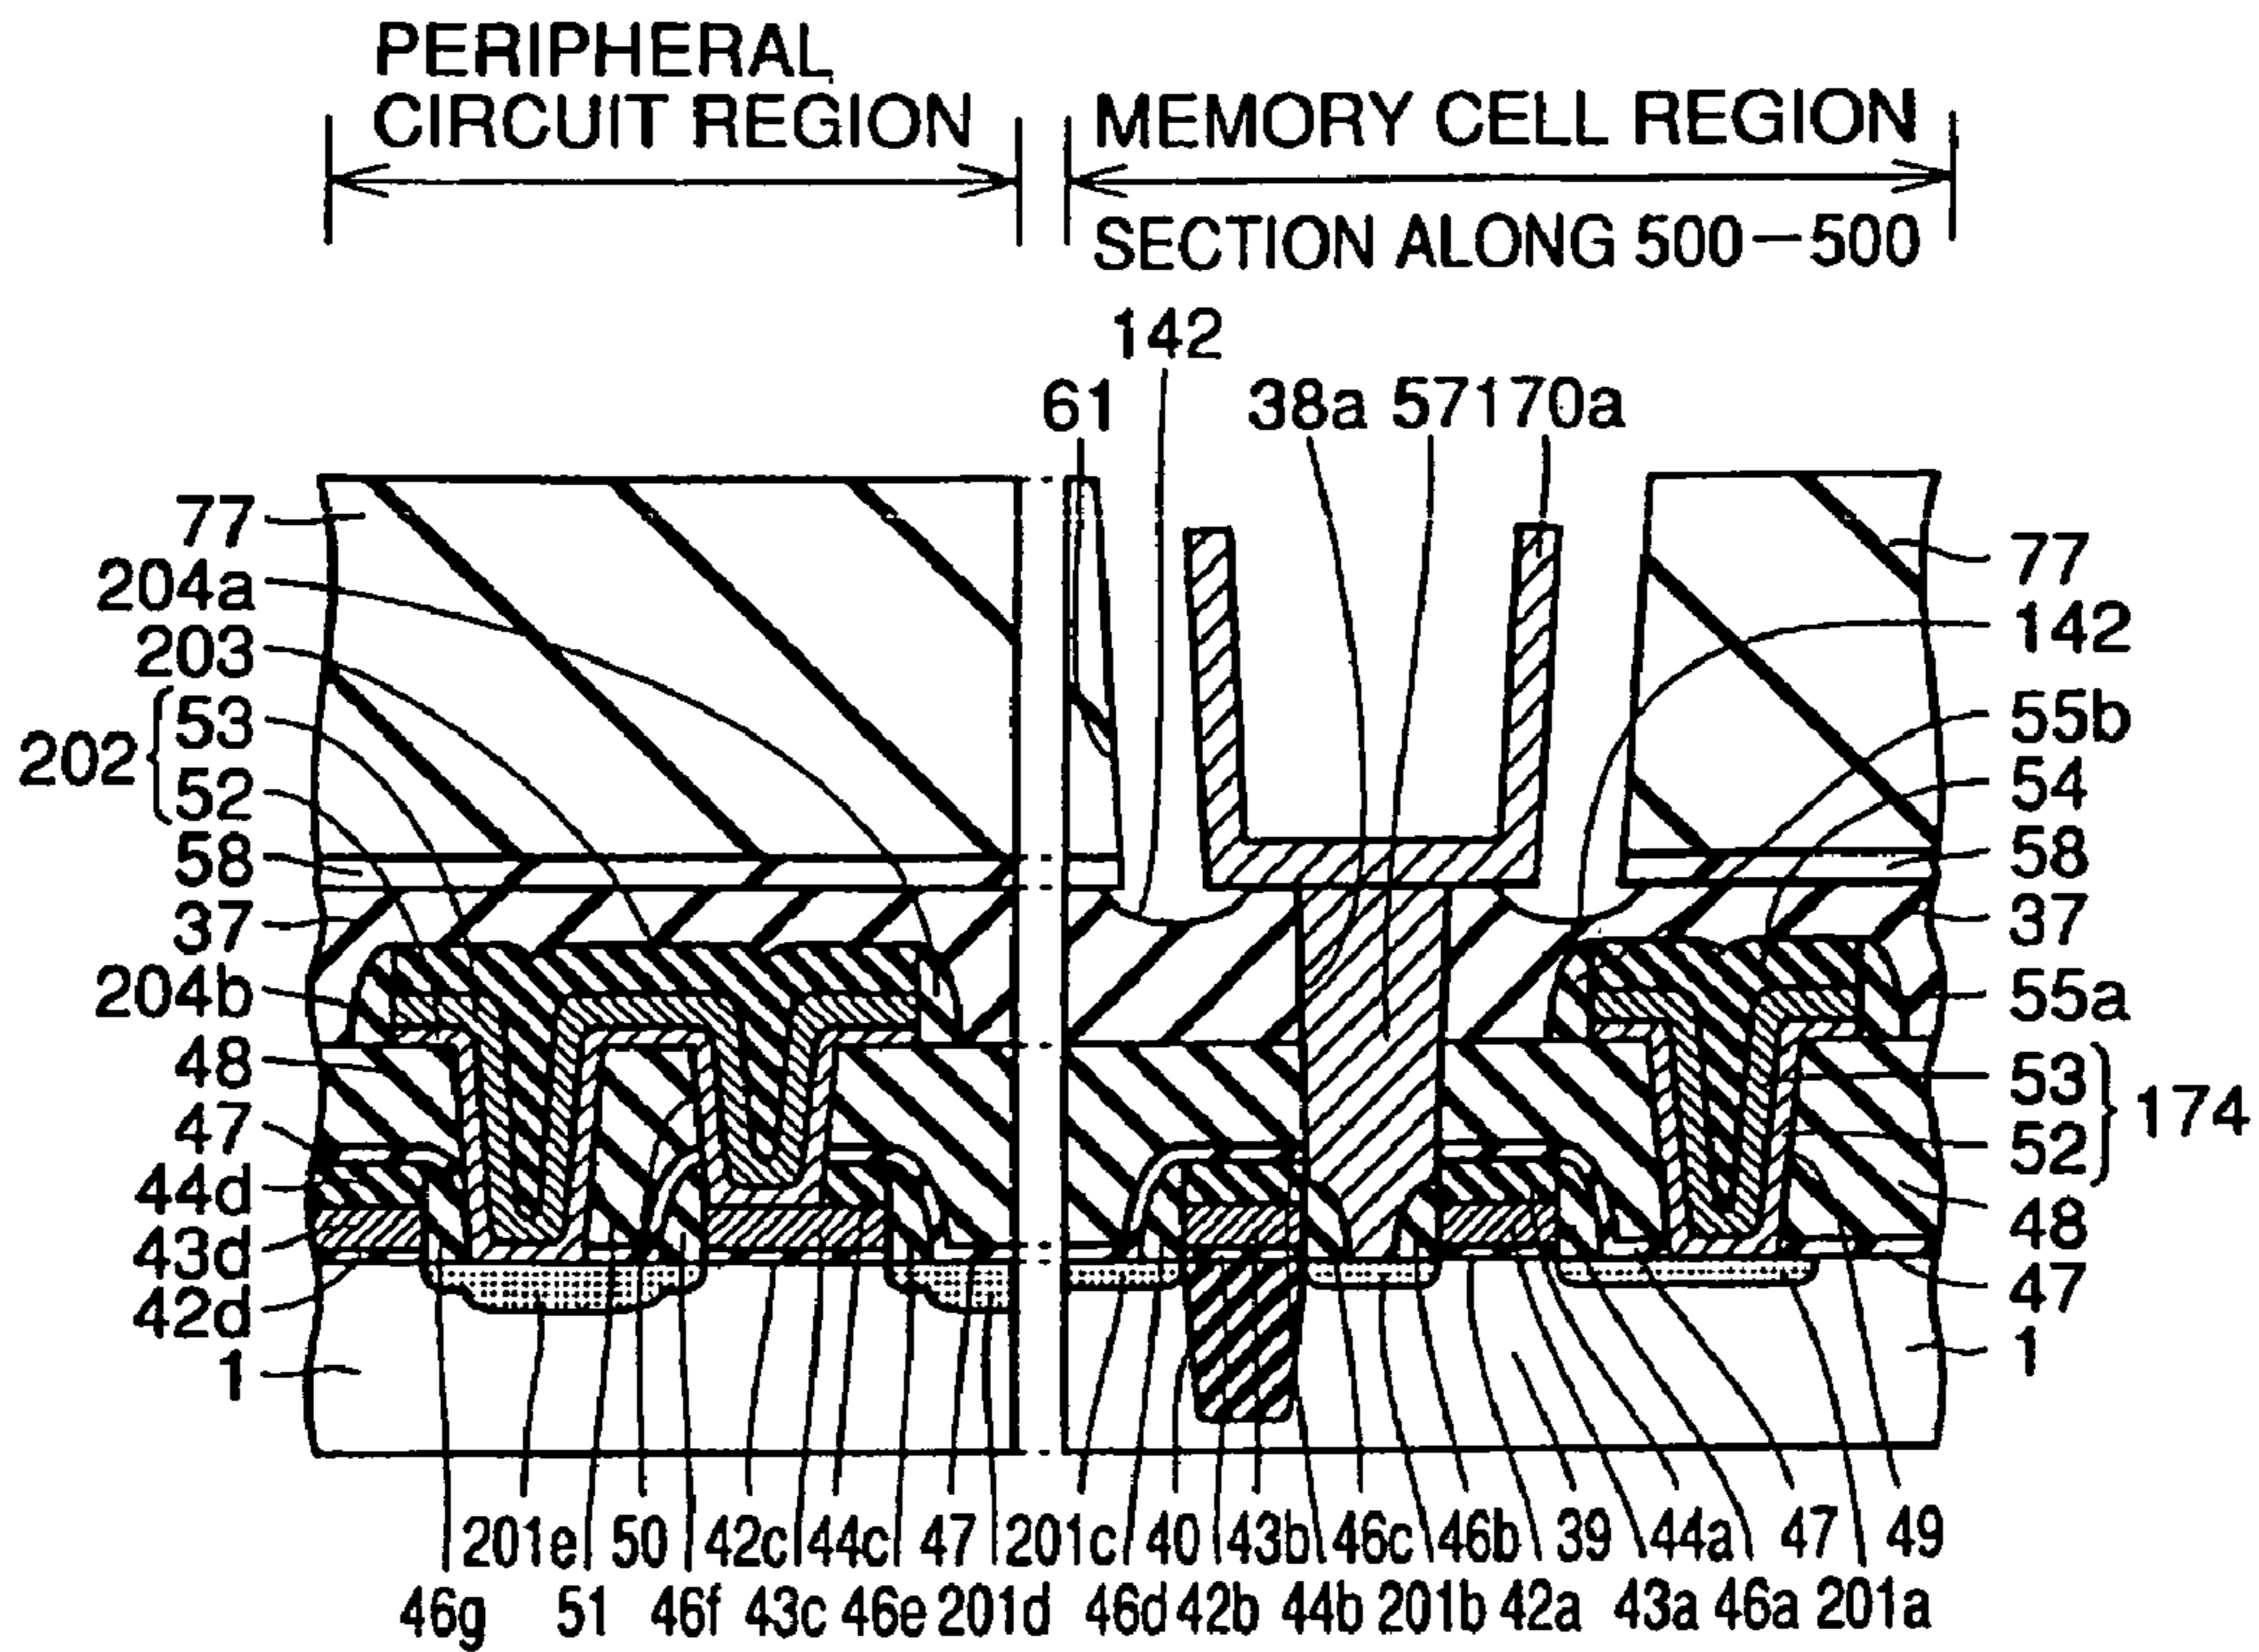 PERIPHERAL
CIRCUIT REGION
MEMORY CELL REGION
SECTION ALONG 500—500
142
61
38a
57
170a
77
204a
203
202
53
52
58
37
204b
48
47
44d
43d
42d
1
77
142
55b
54
58
37
55a
53
52
174
48
47
1
201e 50 42c 44c 47 201c 40 43b 46c 46b 39 44a 47 49
46g 51 46f 43c 46e 201d 46d 42b 44b 201b 42a 43a 46a 201a